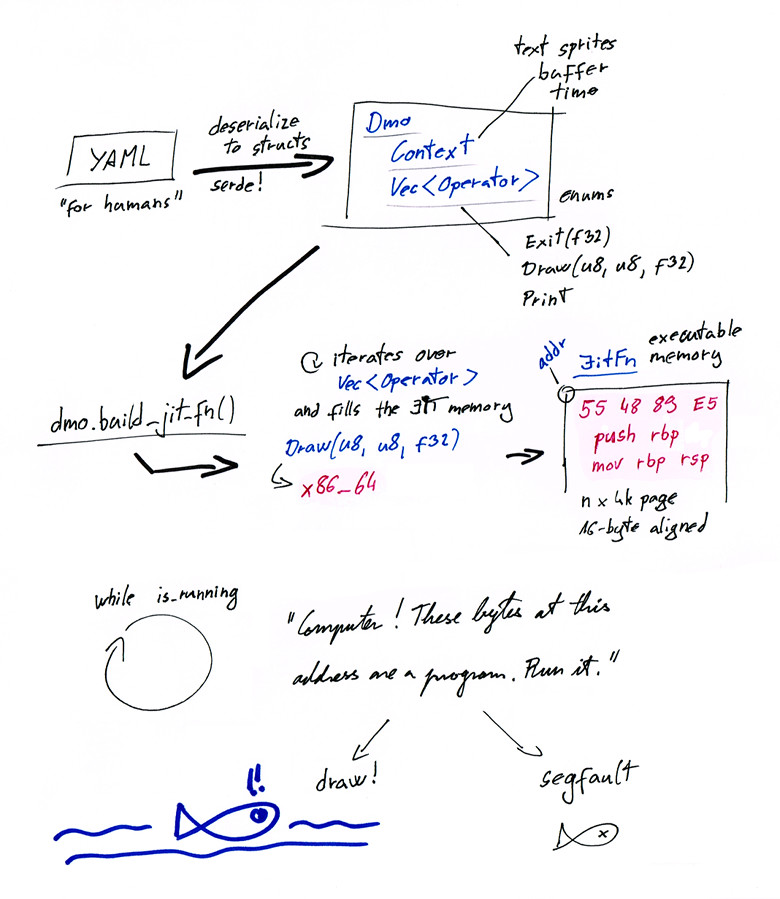 text sprites
buffer
time
deserialize
to structs
serde!
YAML
"for humans"
Dmo
Context
Vec<Operator>
enums
Exit(f32)
Draw(u8, u8, f32)
Print
dmo.build_jit_fn()
iterates over
Vec<Operator>
and fills the JIT memory
Draw(u8, u8, f32)
x86_64
addr
JitFn
executable
memory
55 48 89 E5
push rbp
mov rbp rsp
n x 4k page
16-byte aligned
while is_running
"Computer! These bytes at this
address are a program. Run it."
draw!
segfault
!!